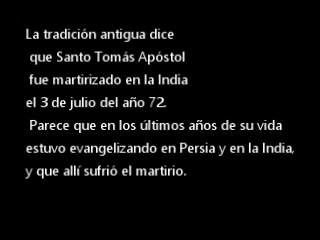 La tradición antigua dice
que Santo Tomás Apóstol
fue martirizado en la India
el 3 de julio del año 72.
Parece que en los últimos años de su vida
estuvo evangelizando en Persia y en la India,
y que allí sufrió el martirio.